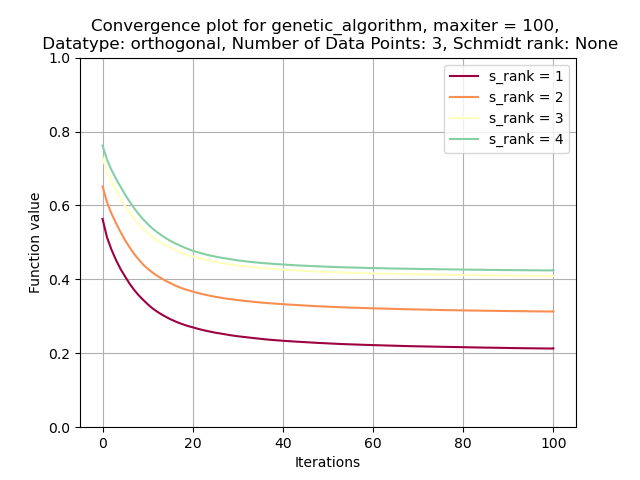 Convergence plot for genetic_algorithm, maxiter = 100,
Datatype: orthogonal, Number of Data Points: 3, Schmidt rank: None
1.0
0.8
0.6
0.4
0.2
0.0
Function value
s_rank = 1
s_rank = 2
s_rank = 3
s_rank = 4
0 20 40 60 80 100
Iterations